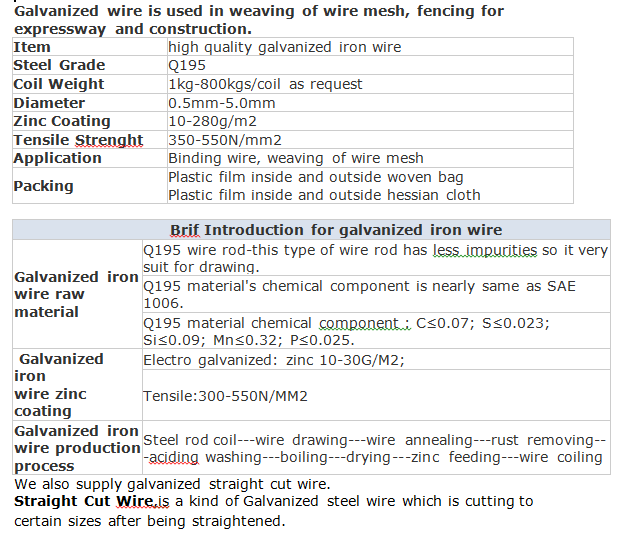 Galvanized wire is used in weaving of wire mesh, fencing for
expressway and construction.
Item high quality galvanized iron wire
Steel Grade Q195
Coil Weight 1kg-800kgs/coil as request
Diameter 0.5mm-5.0mm
Zinc Coating 10-280g/m2
Tensile Strenght 350-550N/mm2
Application Binding wire, weaving of wire mesh
Packing
Plastic film inside and outside woven bag
Plastic film inside and outside hessian cloth
Brif Introduction for galvanized iron wire
Galvanized iron
wire raw
material
Q195 wire rod-this type of wire rod has less impurities so it very
suit for drawing.
Q195 material's chemical component is nearly same as SAE
1006.
Q195 material chemical component : C≤0.07; S≤0.023;
Si≤0.09; Mn≤0.32; P≤0.025.
Galvanized
iron
wire zinc
coating
Electro galvanized: zinc 10-30G/M2;
Tensile:300-550N/MM2
Galvanized iron
wire production
process
Steel rod coil---wire drawing---wire annealing---rust removing--
-aciding washing---boiling---drying---zinc feeding---wire coiling
We also supply galvanized straight cut wire.
Straight Cut Wire,is a kind of Galvanized steel wire which is cutting to
certain sizes after being straightened.